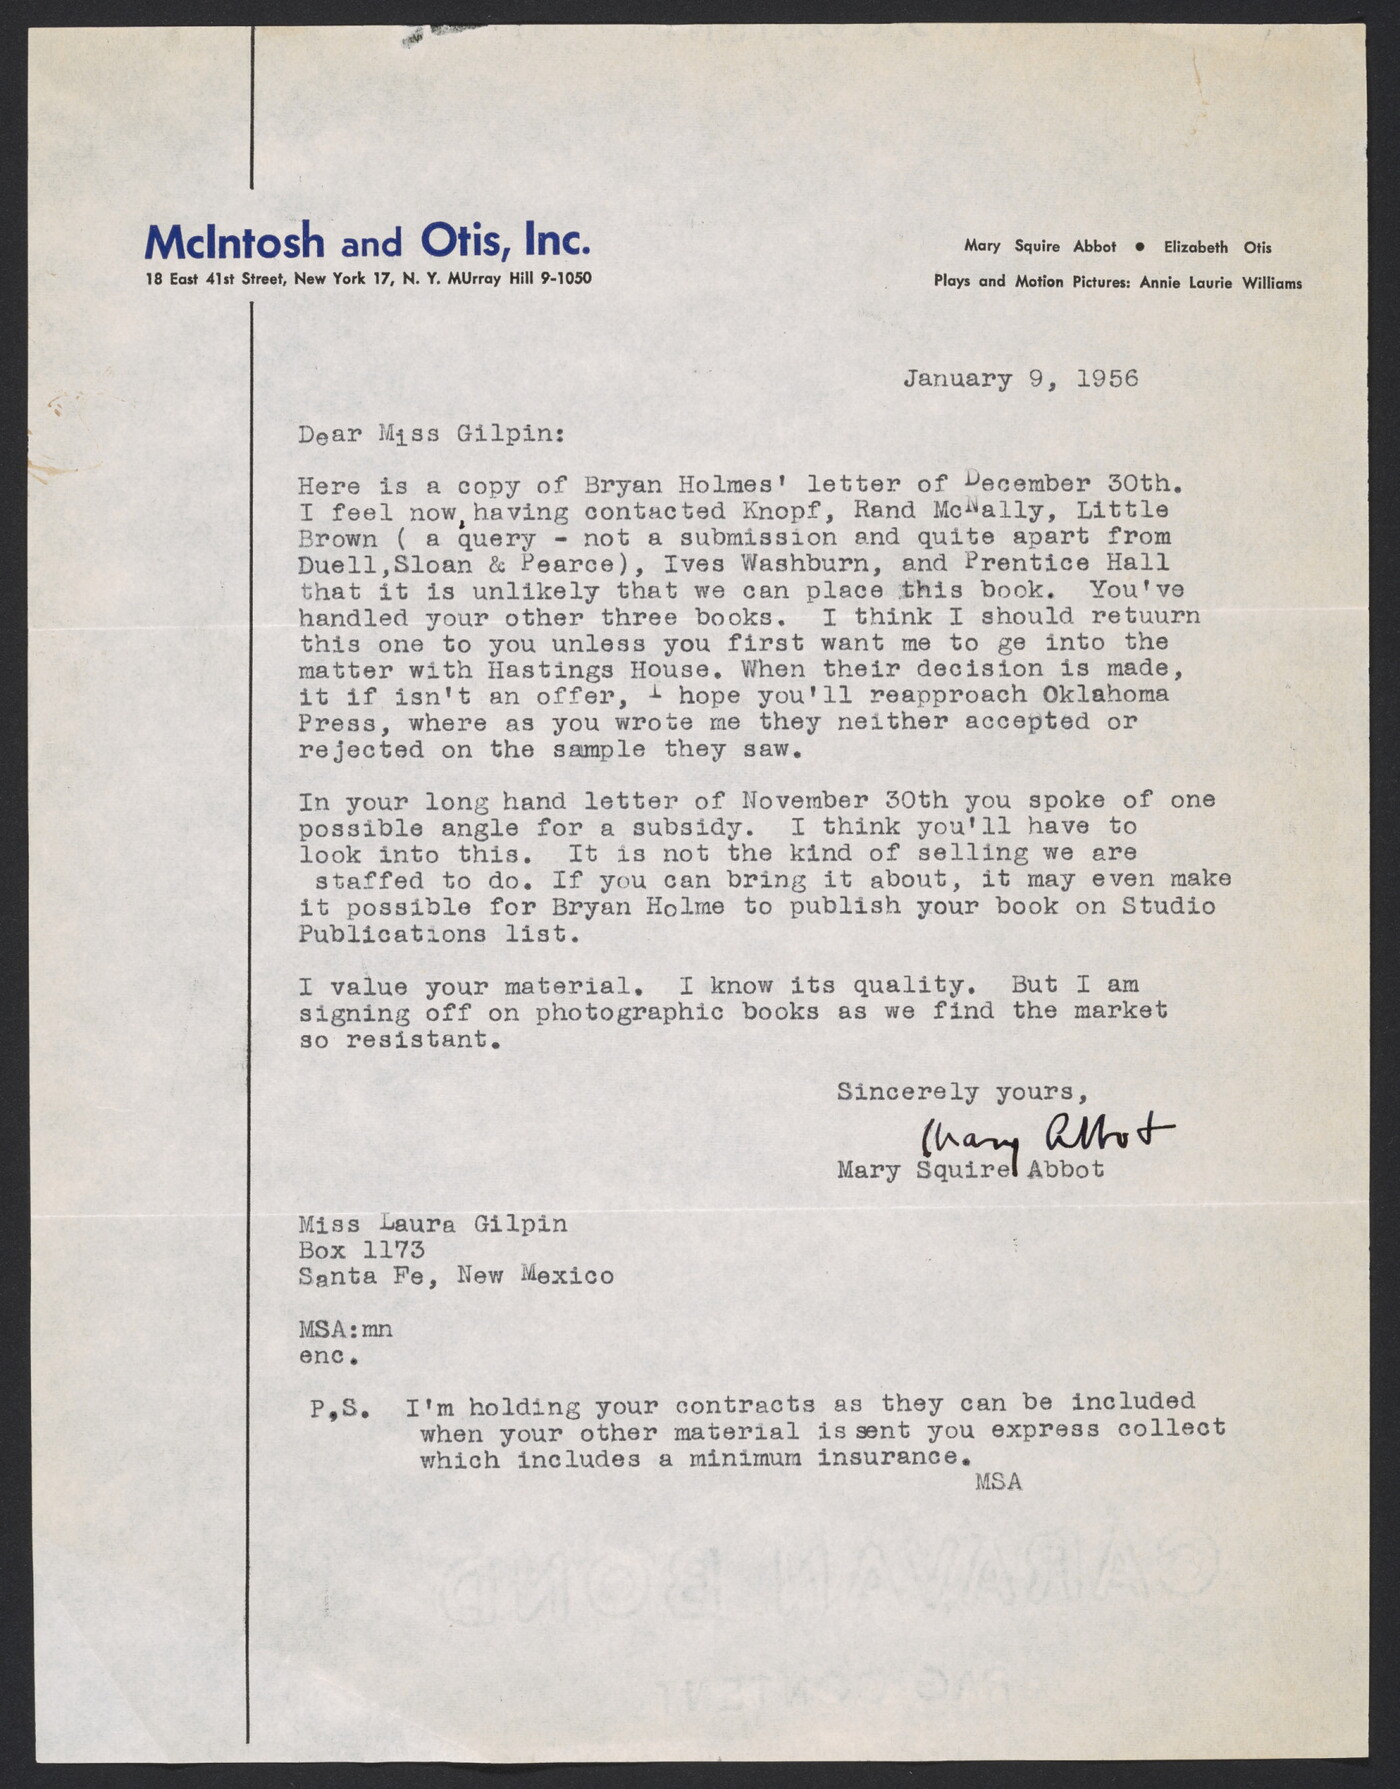 McIntosh and Otis, Inc.
18 East 41st Street, New York 17, N. Y. MUrray Hill 9-1050
Mary Squire Abbot • Elizabeth Otis
Plays and Motion Pictures: Annie Laurie Williams
January 9, 1956
Dear Miss Gilpin:
Here is a copy of Bryan Holmes' letter of December 30th.
I feel now, having contacted Knopf, Rand McNally, Little
Brown ( a query - not a submission and quite apart from
Duell,Sloan & Pearce), Ives Washburn, and Prentice Hall
that it is unlikely that we can place this book. You've
handled your other three books. I think I should retuurn
this one to you unless you first want me to ge into the
matter with Hastings House. When their decision is made,
it if isn't an offer, I hope you'll reapproach Oklahoma
Press, where as you wrote me they neither accepted or
rejected on the sample they saw.
In your long hand letter of November 30th you spoke of one
possible angle for a subsidy. I think you'll have to
look into this. It is not the kind of selling we are
staffed to do. If you can bring it about, it may even make
it possible for Bryan Holme to publish your book on Studio
Publications list.
I value your material. I know its quality. But I am
signing off on photographic books as we find the market
so resistant.
Sincerely yours,
Mary Abbot
Mary Squire Abbot
Miss Laura Gilpin
Box 1173
Santa Fe, New Mexico
MSA:mn
enc.
P.S. I'm holding your contracts as they can be included
when your other material is sent you express collect
which includes a minimum insurance.
MSA
CARAVAN BOND
RAG CONTENT